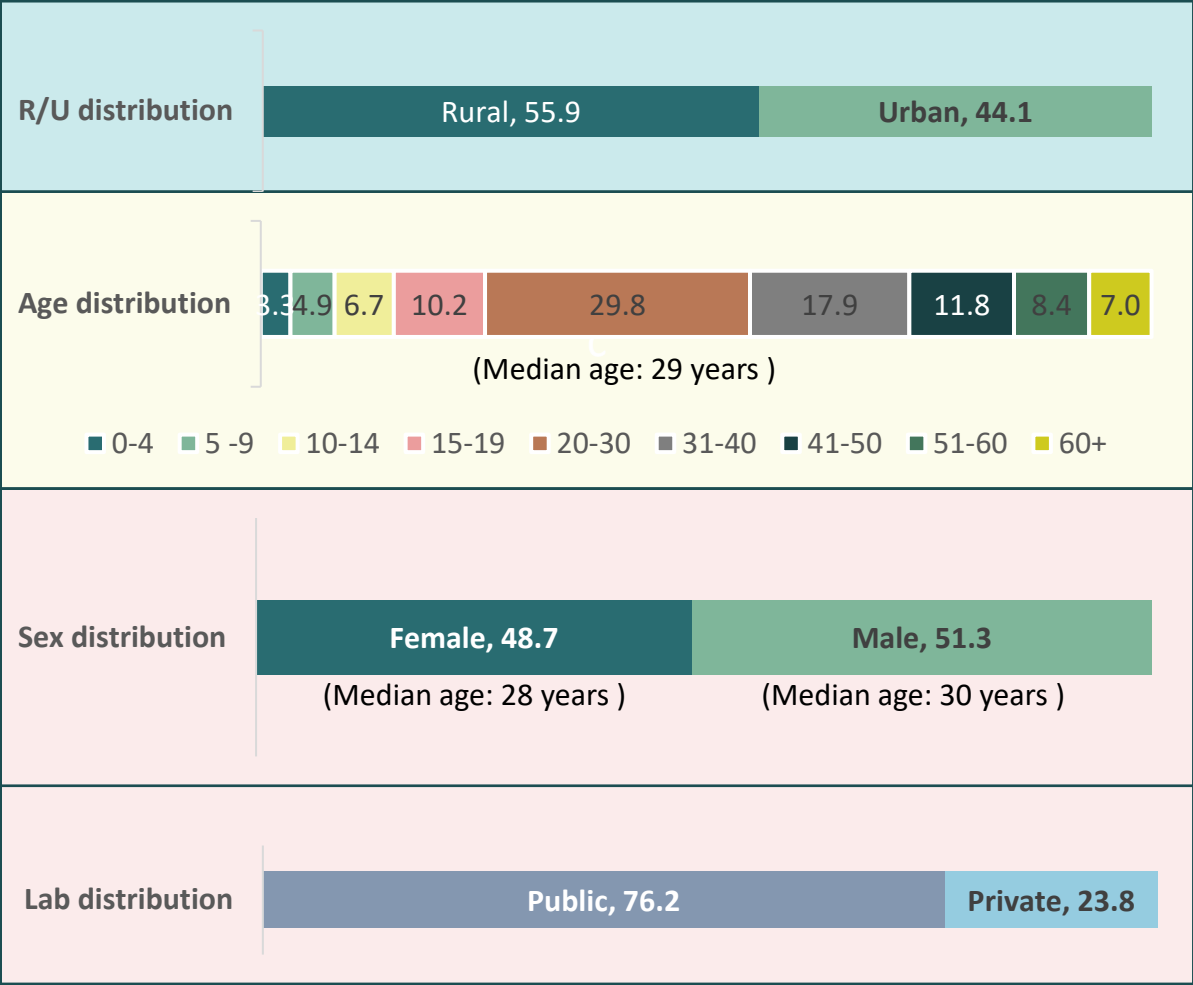 R/U distribution
Rural, 55.9
Urban, 44.1
Age distribution
3.3 4.9 6.7 10.2 29.8 17.9 11.8 8.4 7.0
(Median age: 29 years )
0-4 5 -9 10-14 15-19 20-30 31-40 41-50 51-60 60+
Sex distribution
Female, 48.7
Male, 51.3
(Median age: 28 years )
(Median age: 30 years )
Lab distribution
Public, 76.2
Private, 23.8